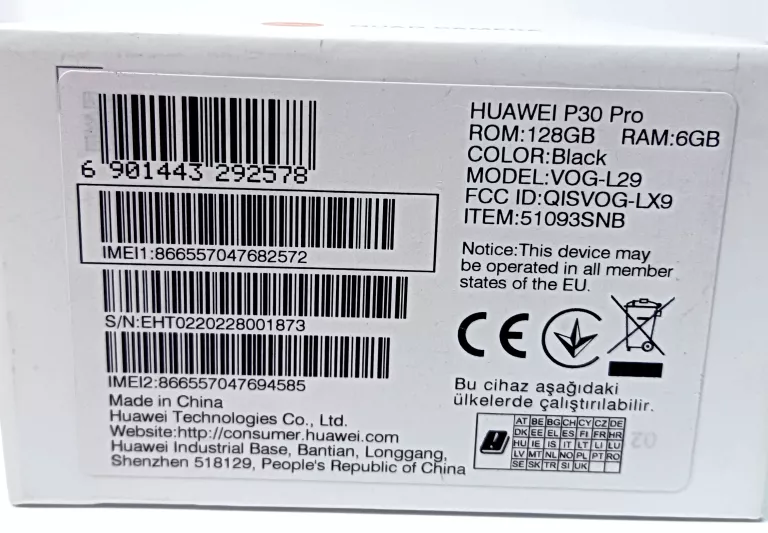 6 901443 292578
IMEI1:866557047682572
S/N:EHT0220228001873
IMEI2:866557047694585
Made in China
Huawei Technologies Co., Ltd.
Website:http://consumer.huawei.com
Huawei Industrial Base, Bantian, Longgang,
Shenzhen 518129, People's Republic of China
HUAWEI P30 Pro
ROM:128GB RAM:6GB
COLOR:Black
MODEL:VOG-L29
FCC ID:QISVOG-LX9
ITEM:51093SNB
Notice:This device may
be operated in all member
states of the EU.
CE
Bu cihaz aşağıdaki
ülkelerde çalıştırılabilir.
AT BE BG CH CY CZ DE
DK EE EL ES FI FR HR
HU IE IS IT LT LI LU
LV MT NL NO PL PT RO
SE SK TR SI UK